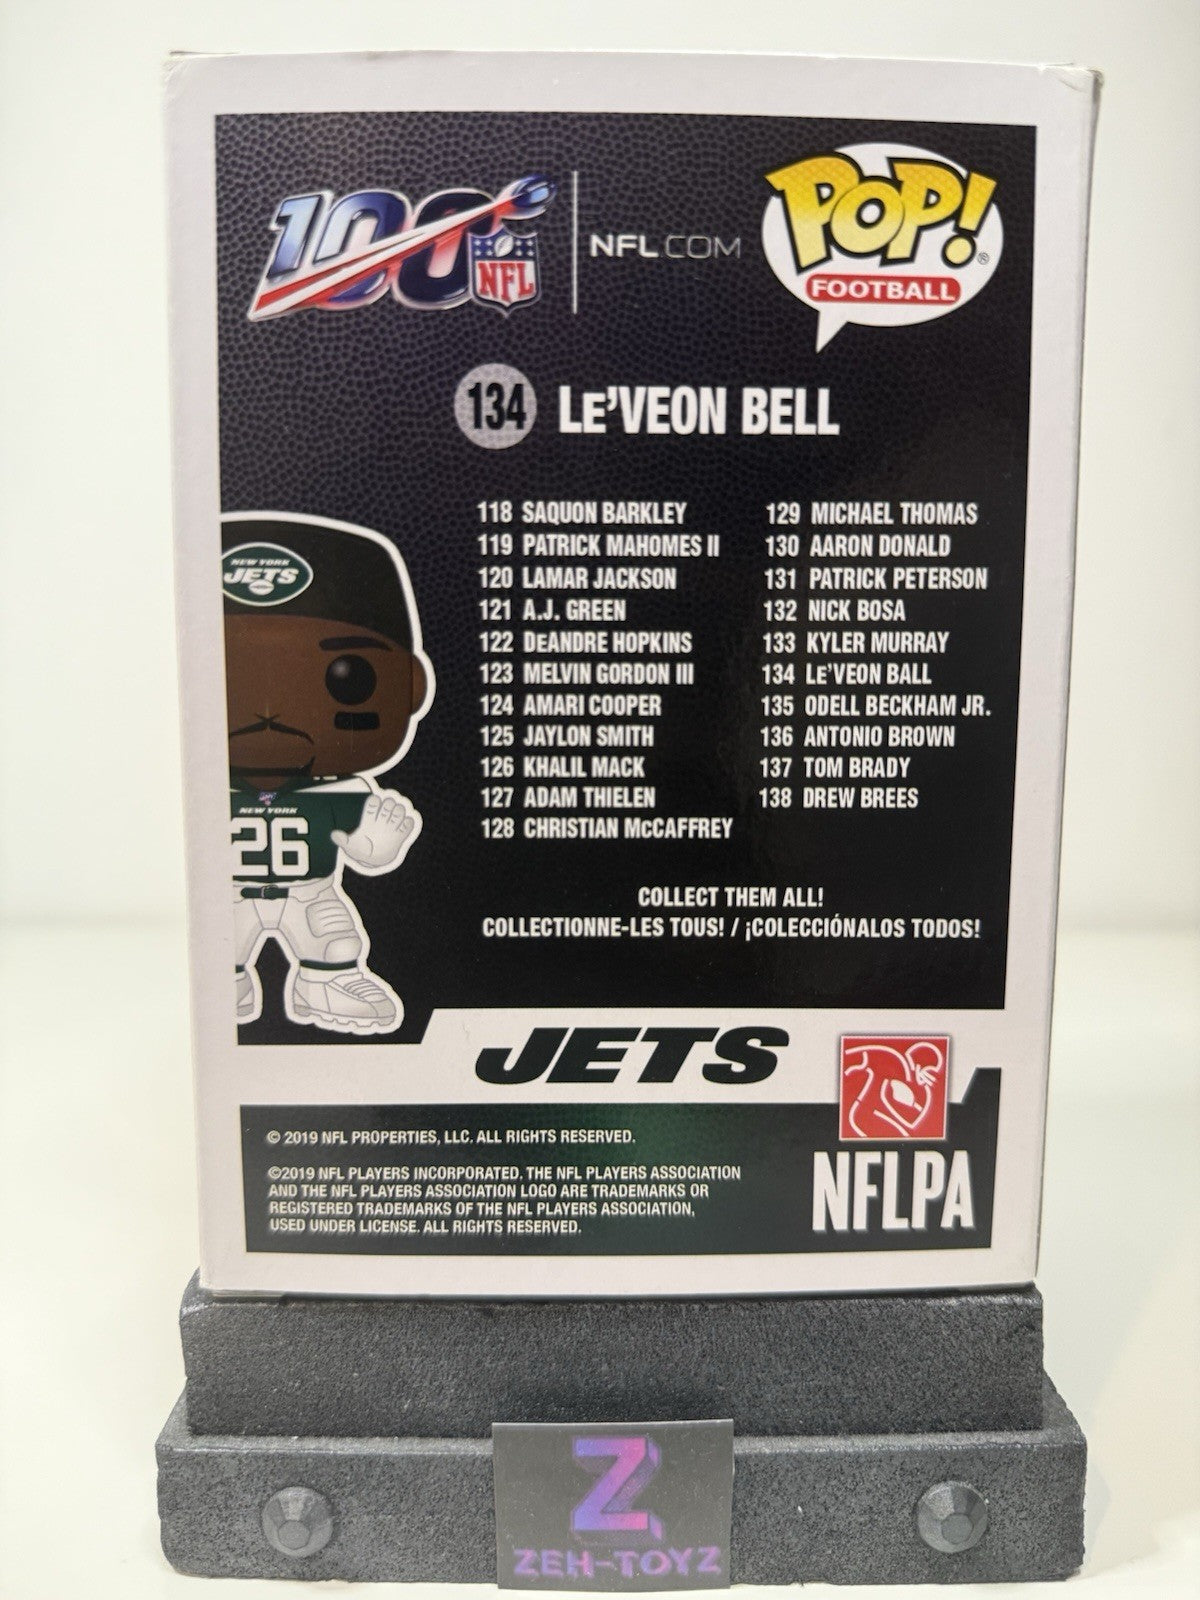 100
NFL
NFL.COM
POP!®
FOOTBALL
134 LE'VEON BELL
118 SAQUON BARKLEY
119 PATRICK MAHOMES II
120 LAMAR JACKSON
121 A.J. GREEN
122 DEANDRE HOPKINS
123 MELVIN GORDON III
124 AMARI COOPER
125 JAYLON SMITH
126 KHALIL MACK
127 ADAM THIELEN
128 CHRISTIAN McCAFFREY
129 MICHAEL THOMAS
130 AARON DONALD
131 PATRICK PETERSON
132 NICK BOSA
133 KYLER MURRAY
134 LE'VEON BALL
135 ODELL BECKHAM JR.
136 ANTONIO BROWN
137 TOM BRADY
138 DREW BREES
NEW YORK
JETS
NEW YORK
26
COLLECT THEM ALL!
COLLECTIONNE-LES TOUS! / ¡COLECCIÓNALOS TODOS!
JETS
© 2019 NFL PROPERTIES, LLC. ALL RIGHTS RESERVED.
©2019 NFL PLAYERS INCORPORATED. THE NFL PLAYERS ASSOCIATION
AND THE NFL PLAYERS ASSOCIATION LOGO ARE TRADEMARKS OR
REGISTERED TRADEMARKS OF THE NFL PLAYERS ASSOCIATION,
USED UNDER LICENSE. ALL RIGHTS RESERVED.
NFLPA
Z
ZEH-TOYZ